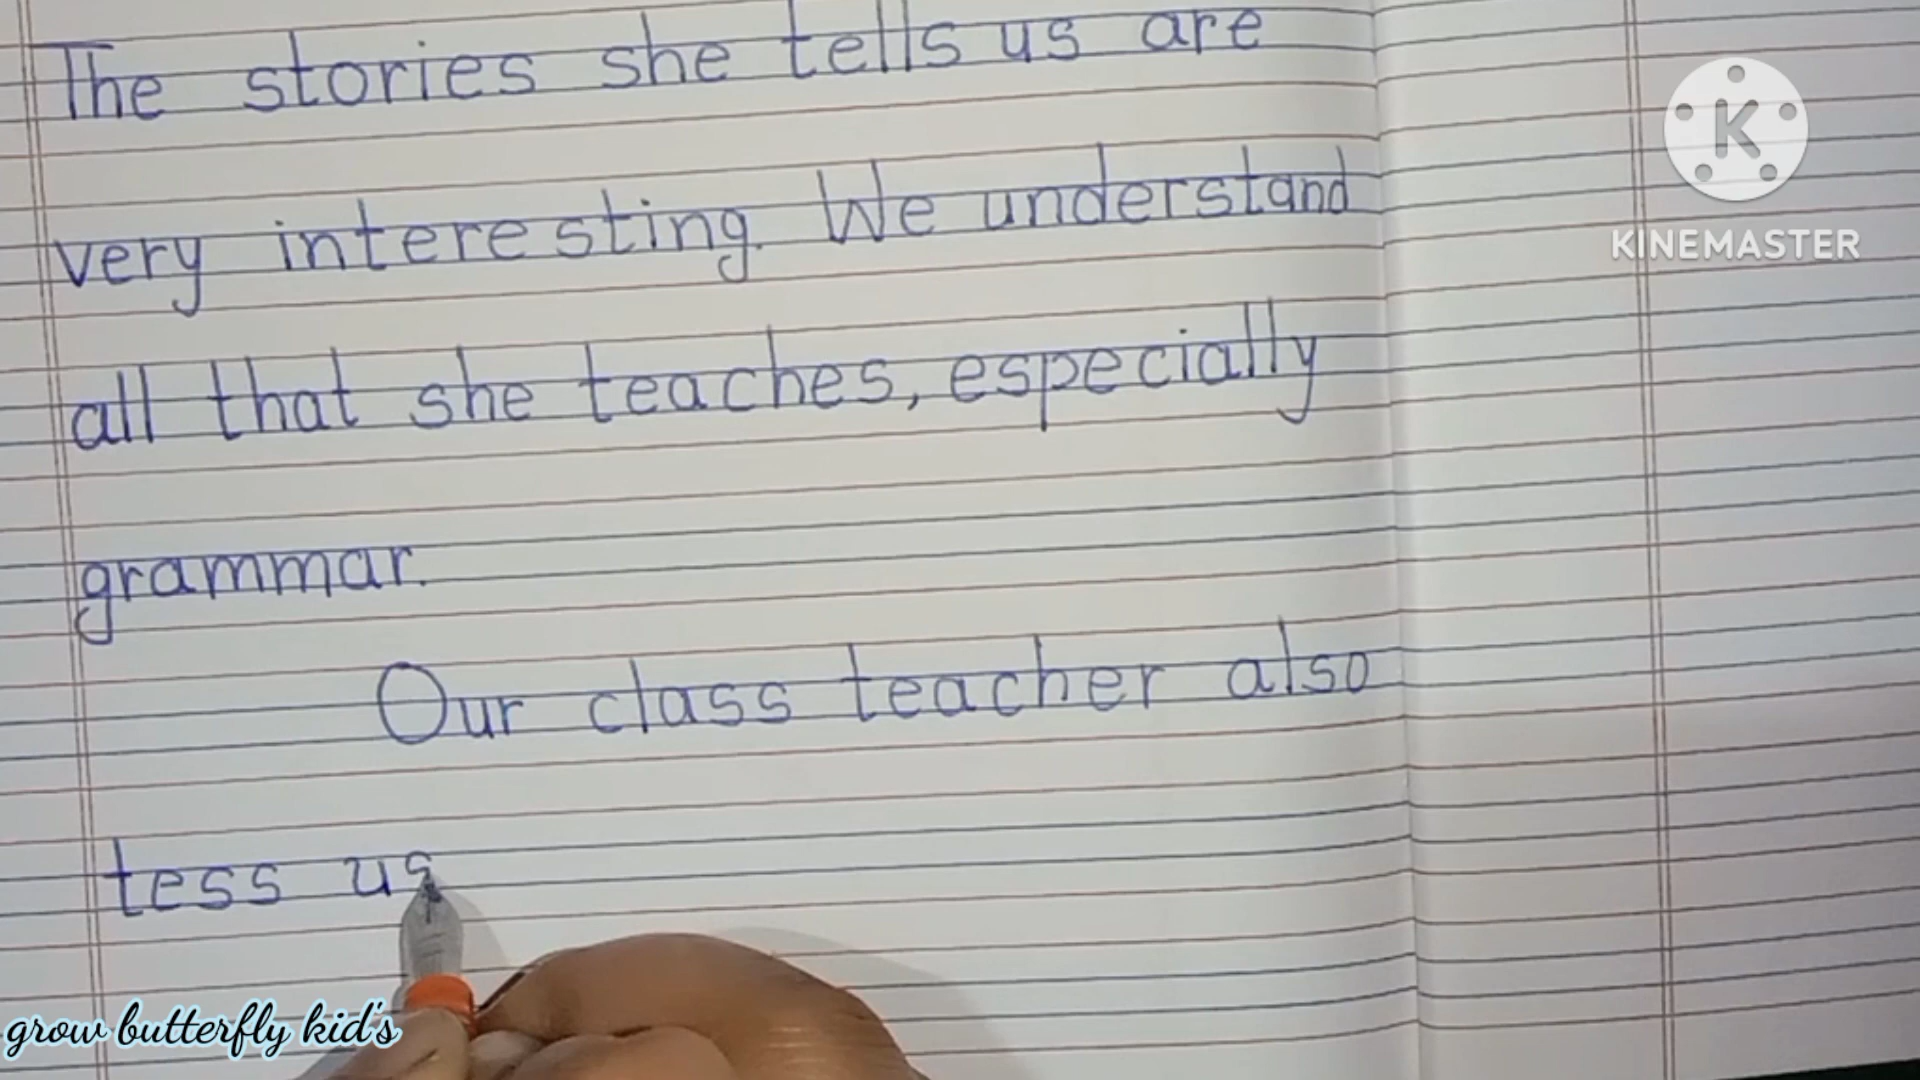 The stories she tells us are
K
KINEMASTER
very interesting. We understand
all that she teaches, especially
grammar.
Our class teacher also
tess us
grow butterfly kid's